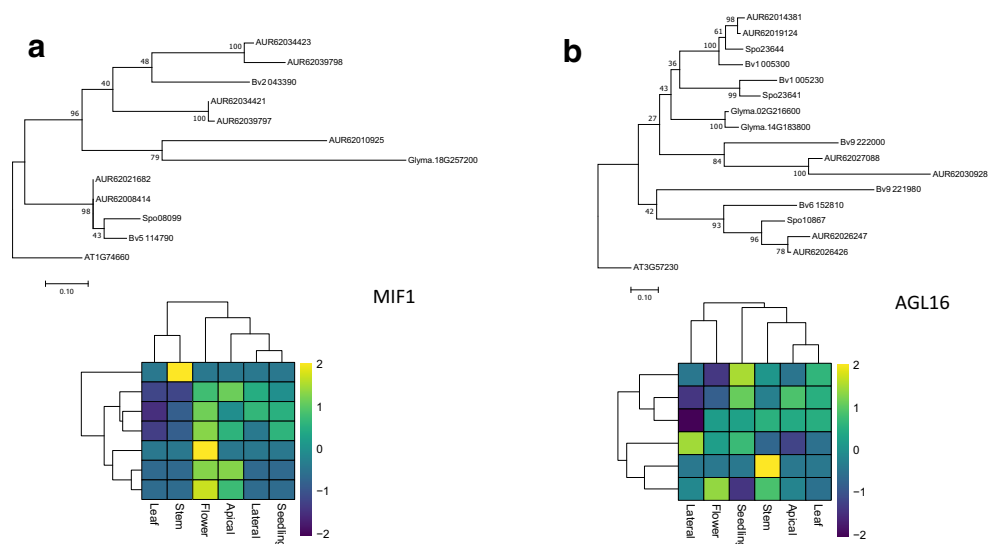 a
AUR62034423
100
AUR62039798
48
Bv2 043390
40
AUR62034421
100
AUR62039797
96
AUR62010925
79
Glyma.18G257200
AUR62021682
AUR62008414
98
Spo08099
43
Bv5 114790
AT1G74660
0.10
MIF1
2
1
0
−1
−2
Leaf
Stem
Flower
Apical
Lateral
Seedling
b
AUR62014381
98
AUR62019124
61
Spo23644
100
Bv1 005300
36
Bv1 005230
99
Spo23641
43
Glyma.02G216600
100
Glyma.14G183800
27
Bv9 222000
84
AUR62027088
100
AUR62030928
Bv9 221980
42
Bv6 152810
93
Spo10867
96
AUR62026247
78
AUR62026426
AT3G57230
0.10
AGL16
2
1
0
−1
−2
Lateral
Flower
Seedling
Stem
Apical
Leaf